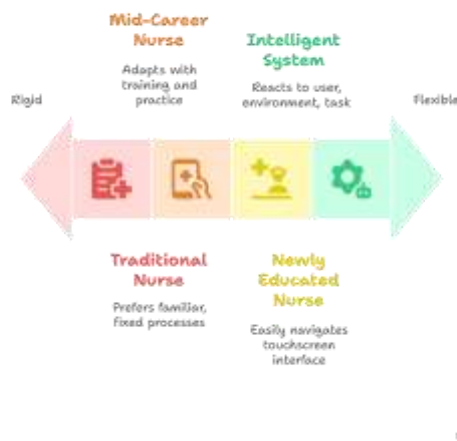 Mid-Career
Nurse
Adapts with
training and
practice
Intelligent
System
Reacts to user,
environment, task
Rigid
Flexible
Traditional
Nurse
Prefers familiar,
fixed processes
Newly
Educated
Nurse
Easily navigates
touchscreen
interface